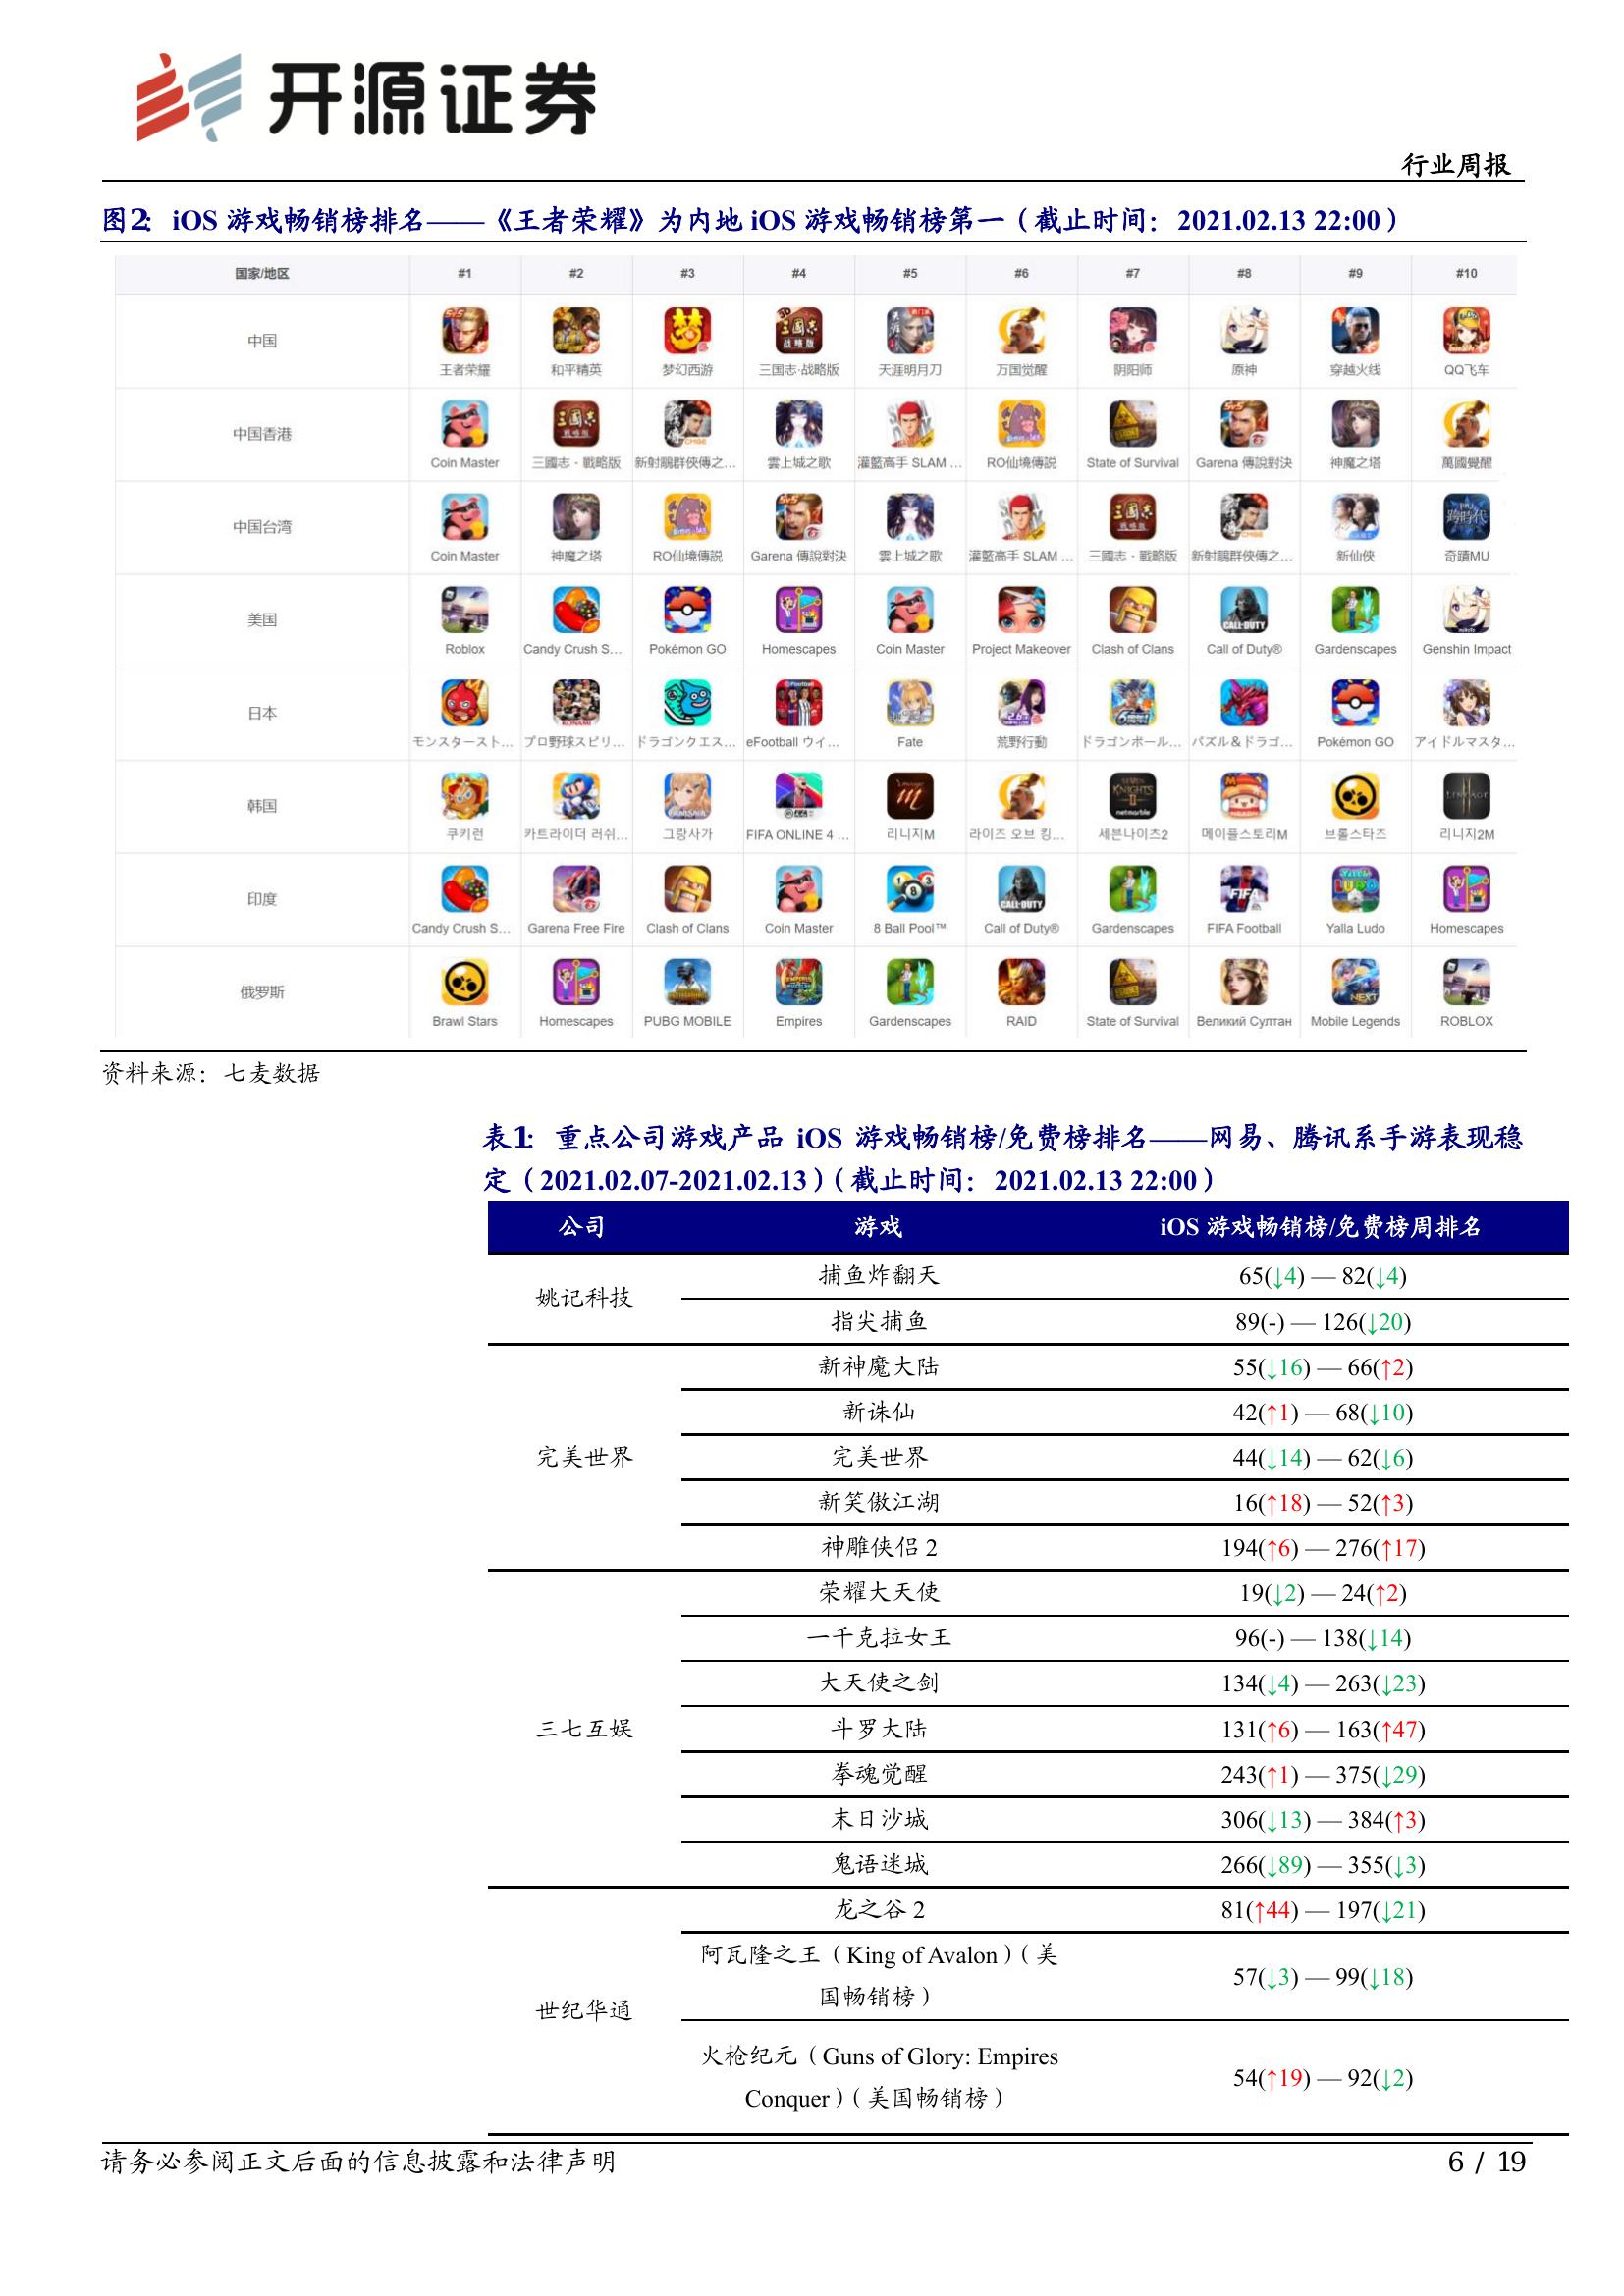 开源证券
行业周报
图2：iOS 游戏畅销榜排名——《王者荣耀》为内地 iOS 游戏畅销榜第一（截止时间：2021.02.13 22:00）
国家/地区 #1 #2 #3 #4 #5 #6 #7 #8 #9 #10
中国 王者荣耀 和平精英 梦幻西游 三国志·战略版 天涯明月刀 万国觉醒 阴阳师 原神 穿越火线 QQ飞车
中国香港 Coin Master 三國志·戰略版 新射鵰群俠傳之... 雲上城之歌 灌籃高手 SLAM ... RO仙境傳說 State of Survival Garena 傳說對決 神魔之塔 萬國覺醒
中国台湾 Coin Master 神魔之塔 RO仙境傳說 Garena 傳說對決 雲上城之歌 灌籃高手 SLAM ... 三國志·戰略版 新射鵰群俠傳之... 新仙俠 奇蹟MU
美国 Roblox Candy Crush S... Pokémon GO Homescapes Coin Master Project Makeover Clash of Clans Call of Duty® Gardenscapes Genshin Impact
日本 モンスタースト... プロ野球スピリ... ドラゴンクエス... eFootball ウイ... Fate 荒野行動 ドラゴンボール... パズル＆ドラゴ... Pokémon GO アイドルマスタ...
韩国 쿠키런 카트라이더 러쉬... 그랑사가 FIFA ONLINE 4 ... 리니지M 라이즈 오브 킹... 세븐나이츠2 메이플스토리M 브롤스타즈 리니지2M
印度 Candy Crush S... Garena Free Fire Clash of Clans Coin Master 8 Ball Pool™ Call of Duty® Gardenscapes FIFA Football Yalla Ludo Homescapes
俄罗斯 Brawl Stars Homescapes PUBG MOBILE Empires Gardenscapes RAID State of Survival Великий Султан Mobile Legends ROBLOX
资料来源：七麦数据
表1：重点公司游戏产品 iOS 游戏畅销榜/免费榜排名——网易、腾讯系手游表现稳
定（2021.02.07-2021.02.13）（截止时间：2021.02.13 22:00）
公司 游戏 iOS 游戏畅销榜/免费榜周排名
姚记科技 捕鱼炸翻天 65(↓4) — 82(↓4)
指尖捕鱼 89(-) — 126(↓20)
完美世界 新神魔大陆 55(↓16) — 66(↑2)
新诛仙 42(↑1) — 68(↓10)
完美世界 44(↓14) — 62(↓6)
新笑傲江湖 16(↑18) — 52(↑3)
神雕侠侣 2 194(↑6) — 276(↑17)
三七互娱 荣耀大天使 19(↓2) — 24(↑2)
一千克拉女王 96(-) — 138(↓14)
大天使之剑 134(↓4) — 263(↓23)
斗罗大陆 131(↑6) — 163(↑47)
拳魂觉醒 243(↑1) — 375(↓29)
末日沙城 306(↓13) — 384(↑3)
鬼语迷城 266(↓89) — 355(↓3)
世纪华通 龙之谷 2 81(↑44) — 197(↓21)
阿瓦隆之王（King of Avalon）（美
国畅销榜） 57(↓3) — 99(↓18)
火枪纪元（Guns of Glory: Empires
Conquer）（美国畅销榜） 54(↑19) — 92(↓2)
请务必参阅正文后面的信息披露和法律声明
6 / 19